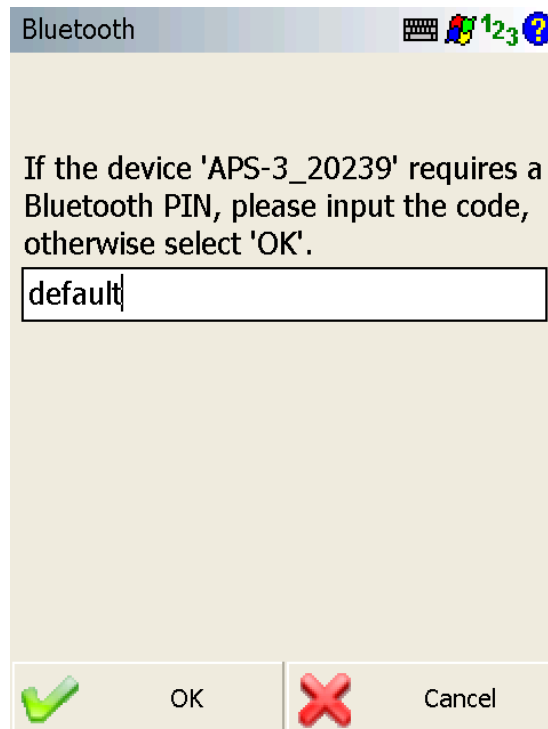 Bluetooth 123 ?
If the device 'APS-3_20239' requires a
Bluetooth PIN, please input the code,
otherwise select 'OK'.
default
OK Cancel